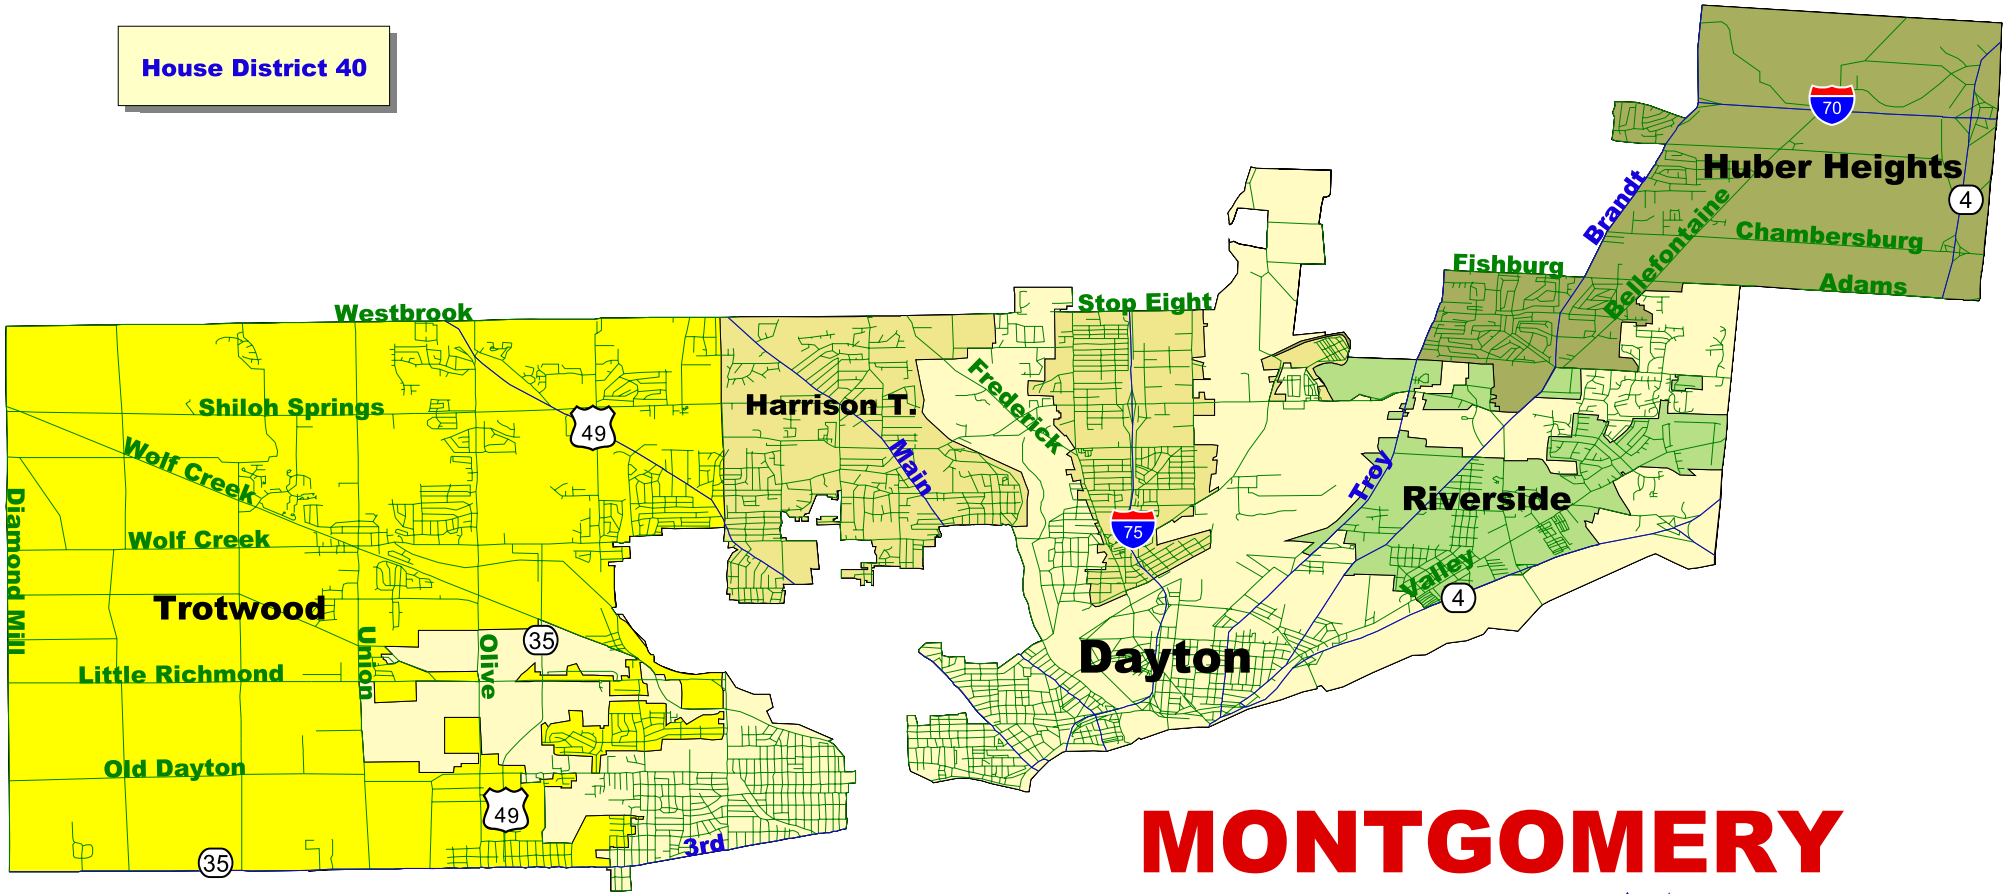 House District 40
70
Huber Heights
4
Brandt
Bellefontaine
Chambersburg
Fishburg
Adams
Westbrook
Stop Eight
Shiloh Springs
49
Harrison T.
Frederick
Main
Wolf Creek
Troy
Riverside
Diamond Mill
Wolf Creek
75
Valley
4
Trotwood
Union
Olive
35
Dayton
Little Richmond
Old Dayton
49
3rd
35
MONTGOMERY